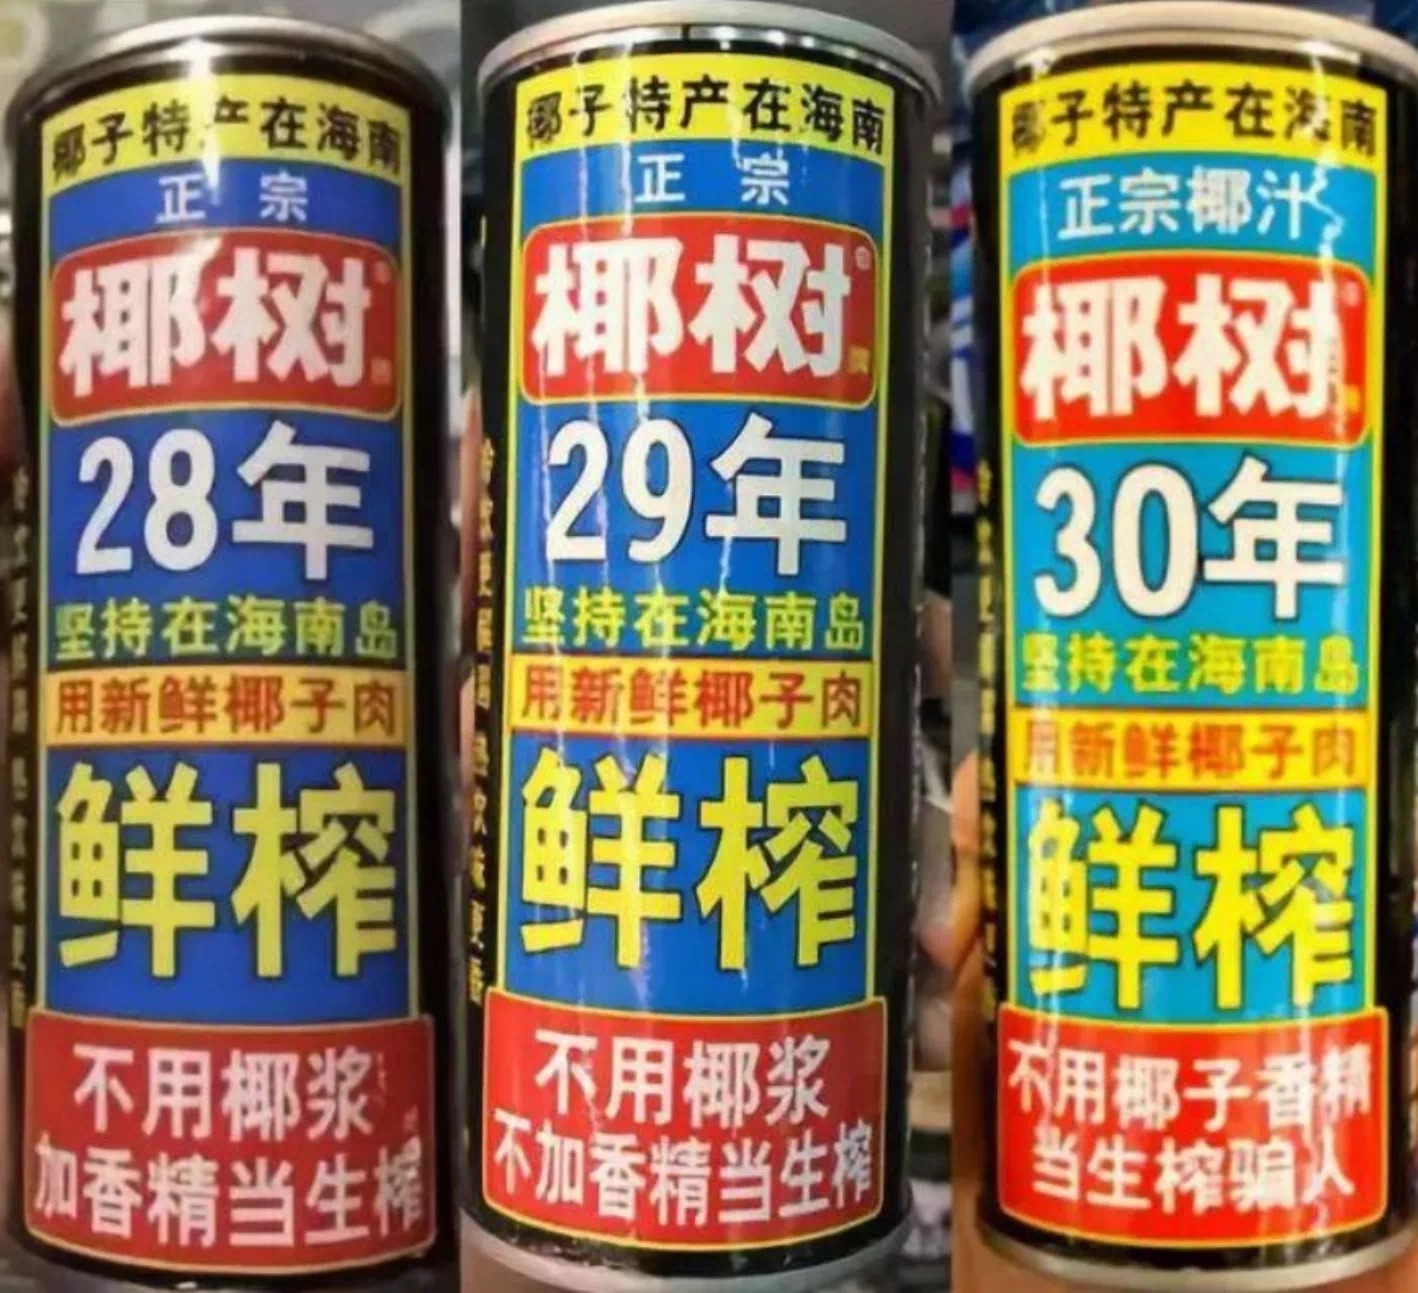 椰子特产在海南
正宗
椰树
28年
坚持在海南岛
用新鲜椰子肉
鲜榨
不用椰浆
加香精当生榨
椰子特产在海南
正宗
椰树
牌
29年
坚持在海南岛
用新鲜椰子肉
鲜榨
不用椰浆
不加香精当生榨
椰子特产在海南
正宗椰汁
椰树
30年
坚持在海南岛
用新鲜椰子肉
鲜榨
不用椰子香精
当生榨骗人